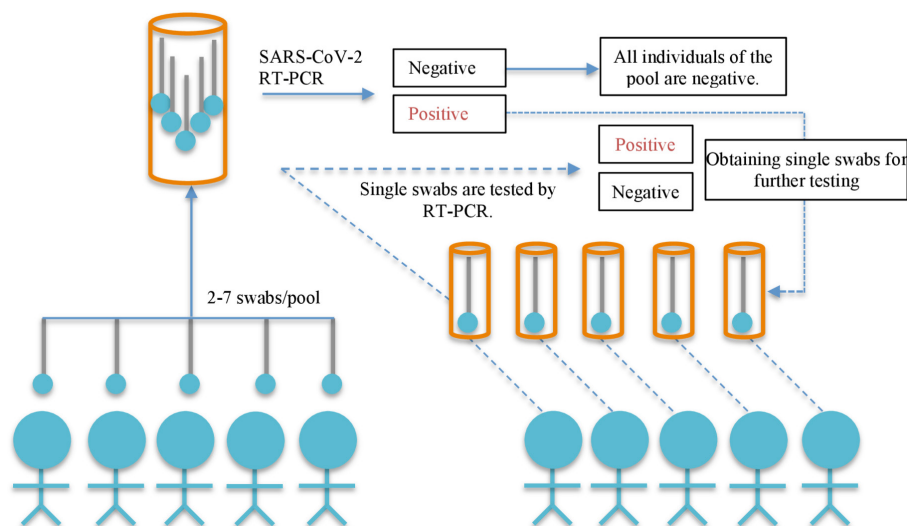 SARS-CoV-2
RT-PCR
Negative
Positive
All individuals of the
pool are negative.
Positive
Negative
Obtaining single swabs for
further testing
Single swabs are tested by
RT-PCR.
2-7 swabs/pool